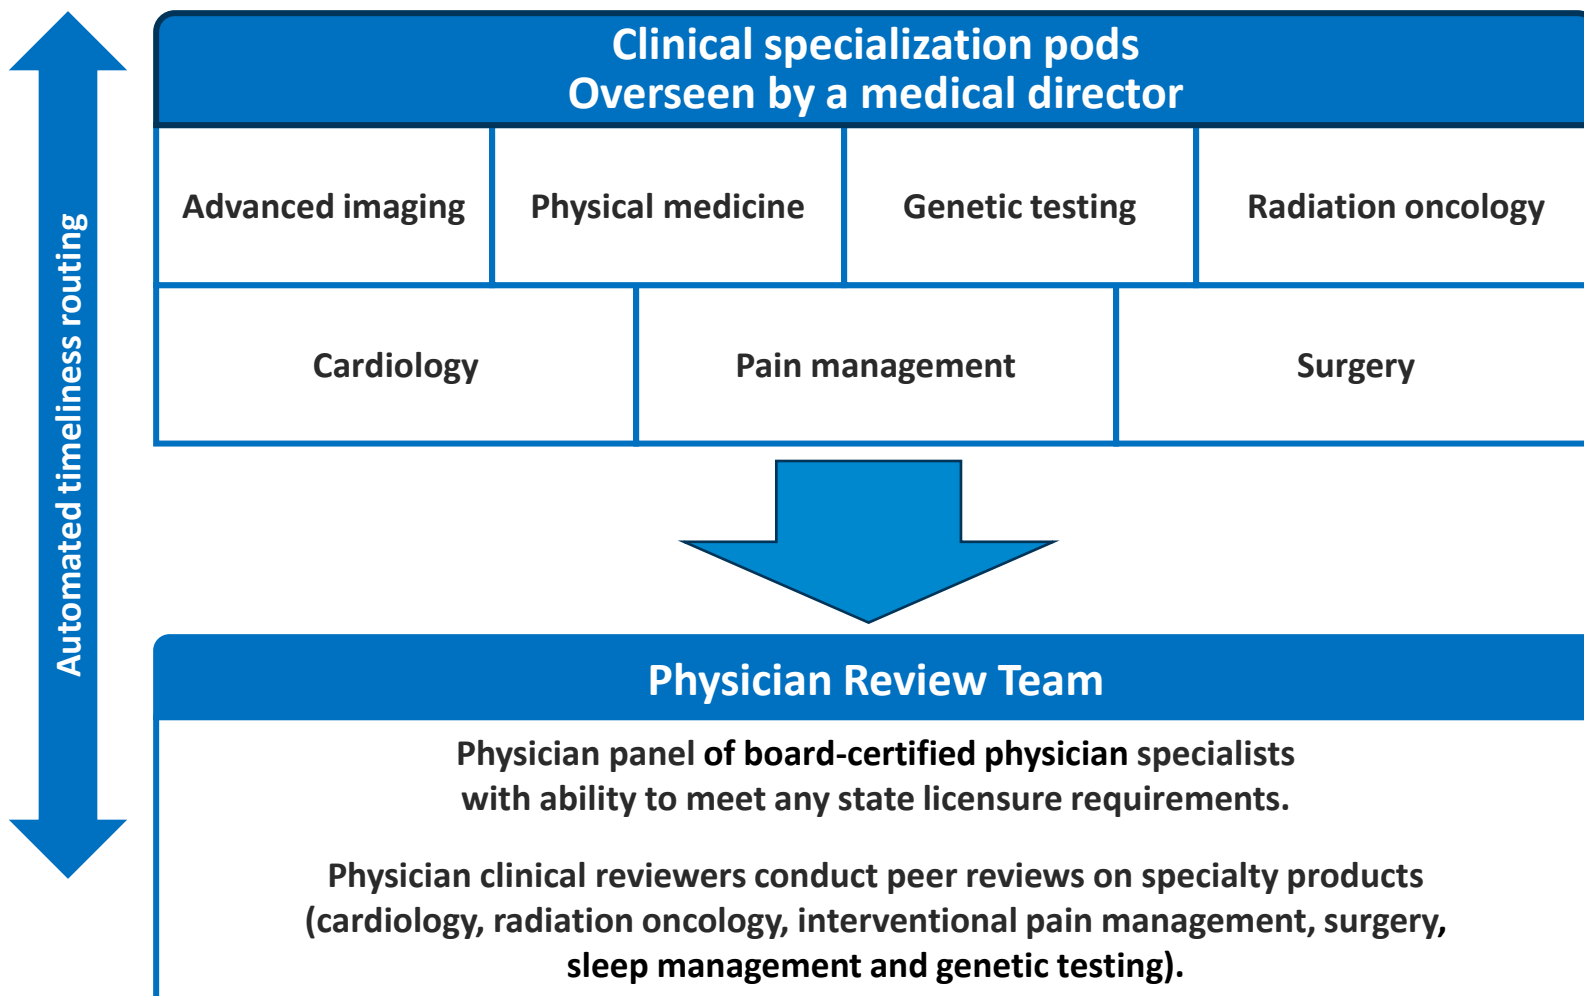 Clinical specialization pods
Overseen by a medical director
Advanced imaging
Physical medicine
Genetic testing
Radiation oncology
Cardiology
Pain management
Surgery
Automated timeliness routing
Physician Review Team
Physician panel of board-certified physician specialists
with ability to meet any state licensure requirements.
Physician clinical reviewers conduct peer reviews on specialty products
(cardiology, radiation oncology, interventional pain management, surgery,
sleep management and genetic testing).